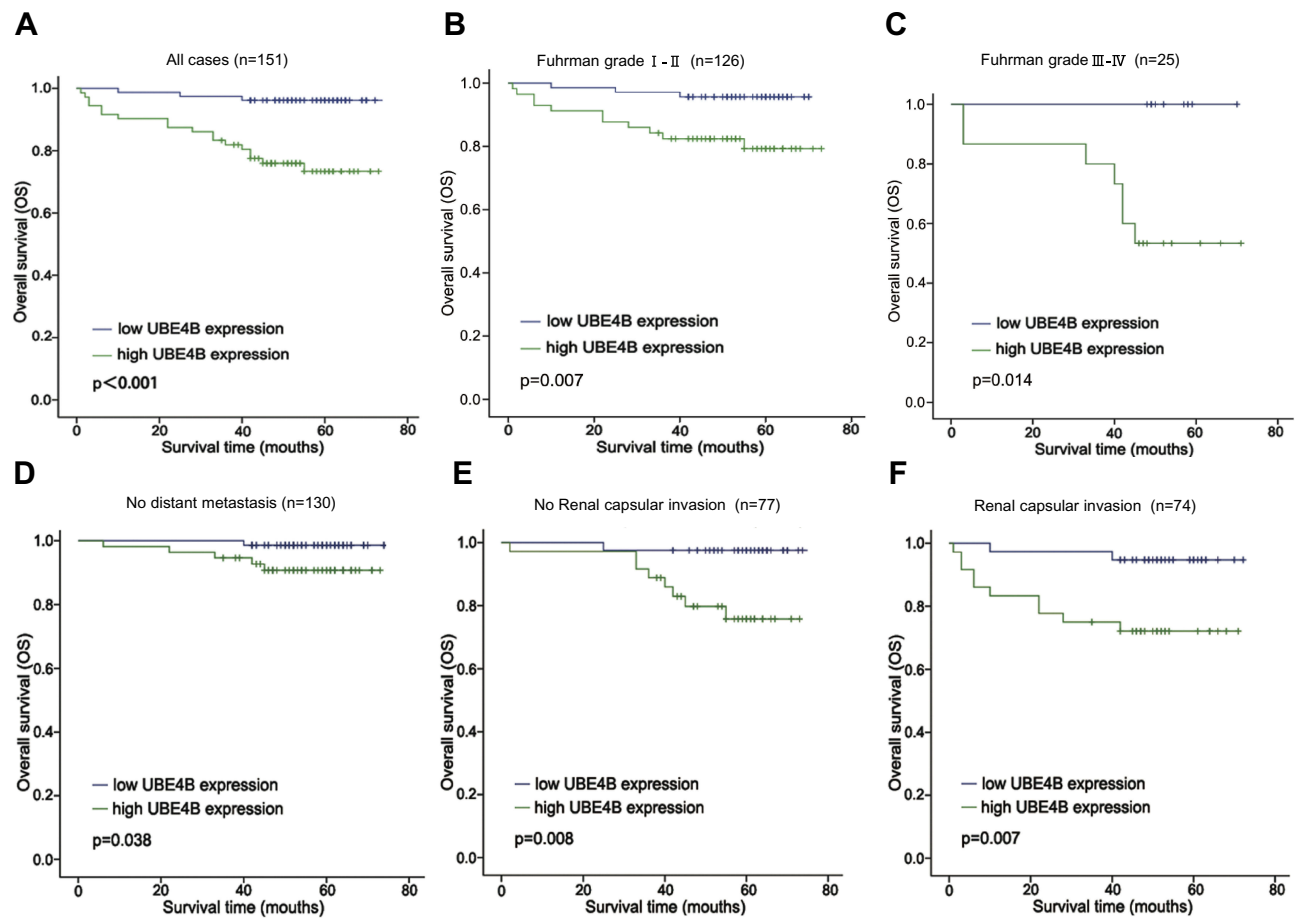 A
All cases (n=151)
1.0
0.8
0.6
0.4
0.2
0.0
Overall survival (OS)
low UBE4B expression
high UBE4B expression
p<0.001
0 20 40 60 80
Survival time (mouths)
B
Fuhrman grade Ⅰ-Ⅱ (n=126)
1.0
0.8
0.6
0.4
0.2
0.0
Overall survival (OS)
low UBE4B expression
high UBE4B expression
p=0.007
0 20 40 60 80
Survival time (mouths)
C
Fuhrman grade Ⅲ-Ⅳ (n=25)
1.0
0.8
0.6
0.4
0.2
0.0
Overall survival (OS)
low UBE4B expression
high UBE4B expression
p=0.014
0 20 40 60 80
Survival time (mouths)
D
No distant metastasis (n=130)
1.0
0.8
0.6
0.4
0.2
0.0
Overall survival (OS)
low UBE4B expression
high UBE4B expression
p=0.038
0 20 40 60 80
Survival time (mouths)
E
No Renal capsular invasion (n=77)
1.0
0.8
0.6
0.4
0.2
0.0
Overall survival (OS)
low UBE4B expression
high UBE4B expression
p=0.008
0 20 40 60 80
Survival time (mouths)
F
Renal capsular invasion (n=74)
1.0
0.8
0.6
0.4
0.2
0.0
Overall survival (OS)
low UBE4B expression
high UBE4B expression
p=0.007
0 20 40 60 80
Survival time (mouths)